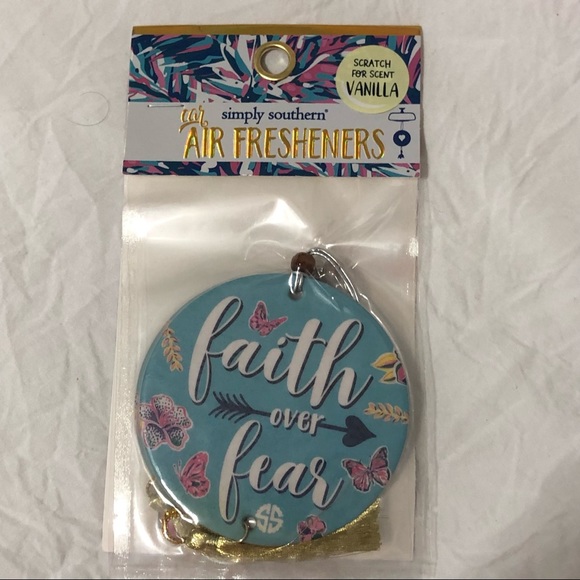 SCRATCH
FOR SCENT
VANILLA
simply southern®
car
AIR FRESHENERS
faith
over
fear
SS